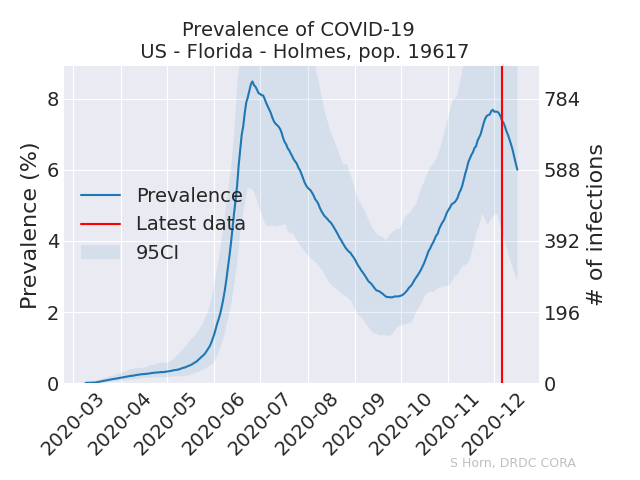 Prevalence of COVID-19
US - Florida - Holmes, pop. 19617
Prevalence (%)
8
6
4
2
0
Prevalence
Latest data
95CI
784
588
392
196
0
# of infections
2020-03
2020-04
2020-05
2020-06
2020-07
2020-08
2020-09
2020-10
2020-11
2020-12
S Horn, DRDC CORA